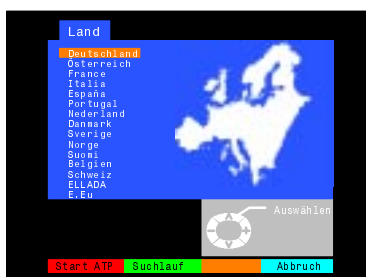 Land
Deutschland
Österreich
France
Italia
España
Portugal
Nederland
Danmark
Sverige
Norge
Suomi
Belgien
Schweiz
ELLADA
E.Eu
Auswählen
Start ATP Suchlauf Abbruch